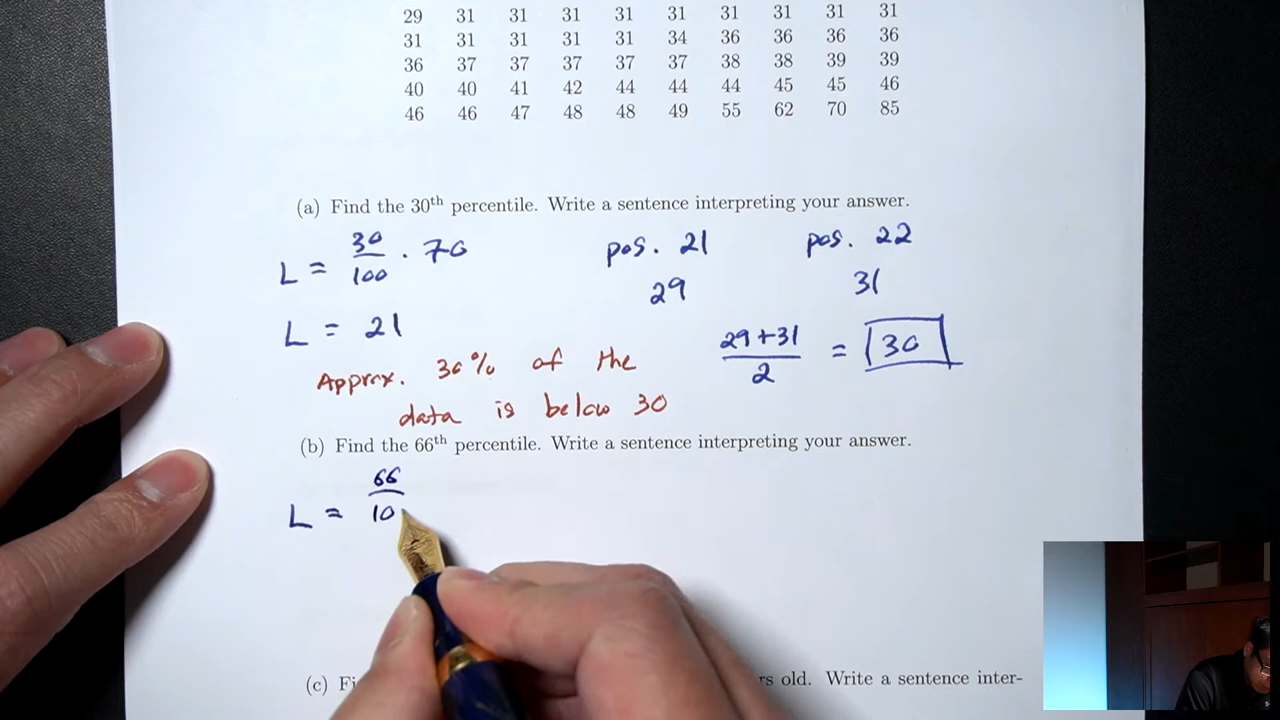 29 31 31 31 31 31 31 31 31 31
31 31 31 31 31 34 36 36 36 36
36 37 37 37 37 37 38 38 39 39
40 40 41 42 44 44 44 45 45 46
46 46 47 48 48 49 55 62 70 85
(a) Find the 30th percentile. Write a sentence interpreting your answer.
L = 30/100 · 70
pos. 21 pos. 22
29 31
L = 21
29+31/2 = 30
Approx. 30% of the
data is below 30
(b) Find the 66th percentile. Write a sentence interpreting your answer.
L = 66/10
(c) old. Write a sentence inter-